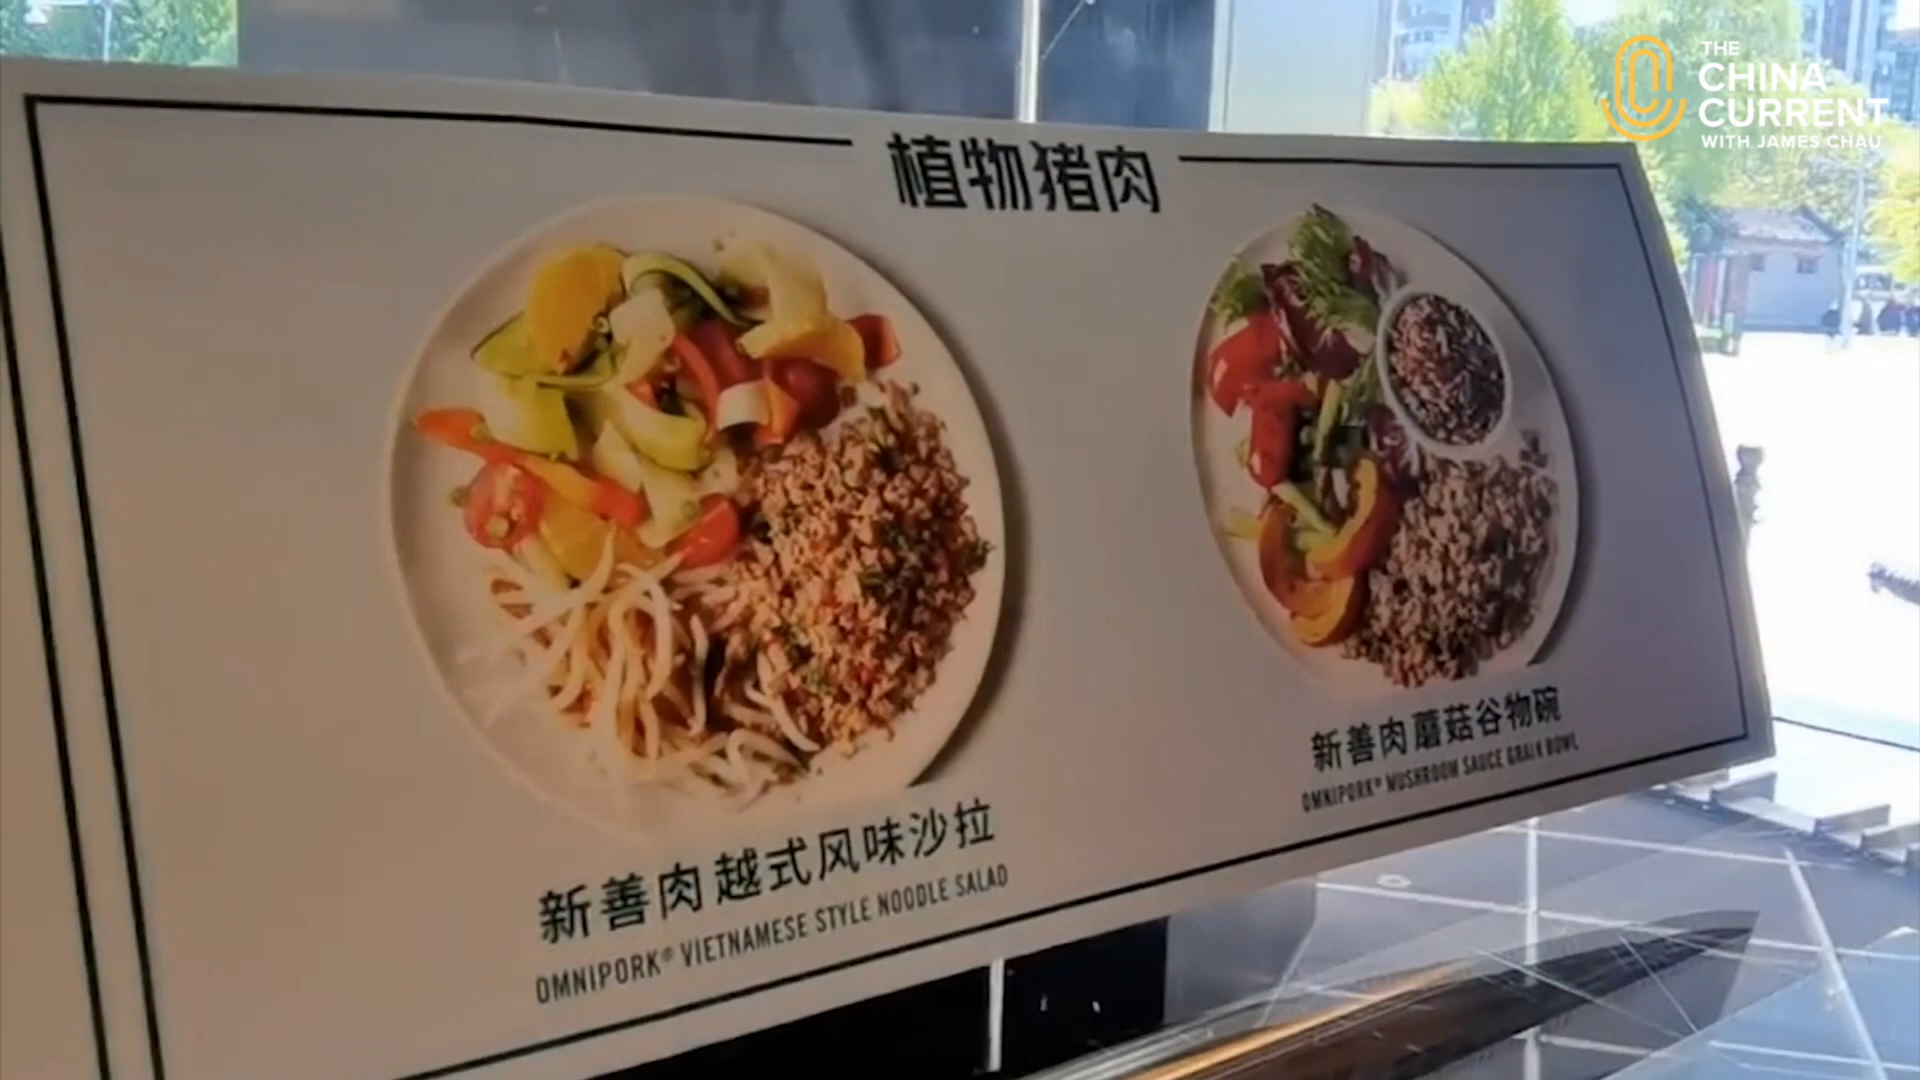 THE
CHINA
CURRENT
WITH JAMES CHAU
植物猪肉
新善肉越式风味沙拉
OMNIPORK® VIETNAMESE STYLE NOODLE SALAD
新善肉蘑菇谷物碗
OMNIPORK® MUSHROOM SAUCE GRAIN BOWL